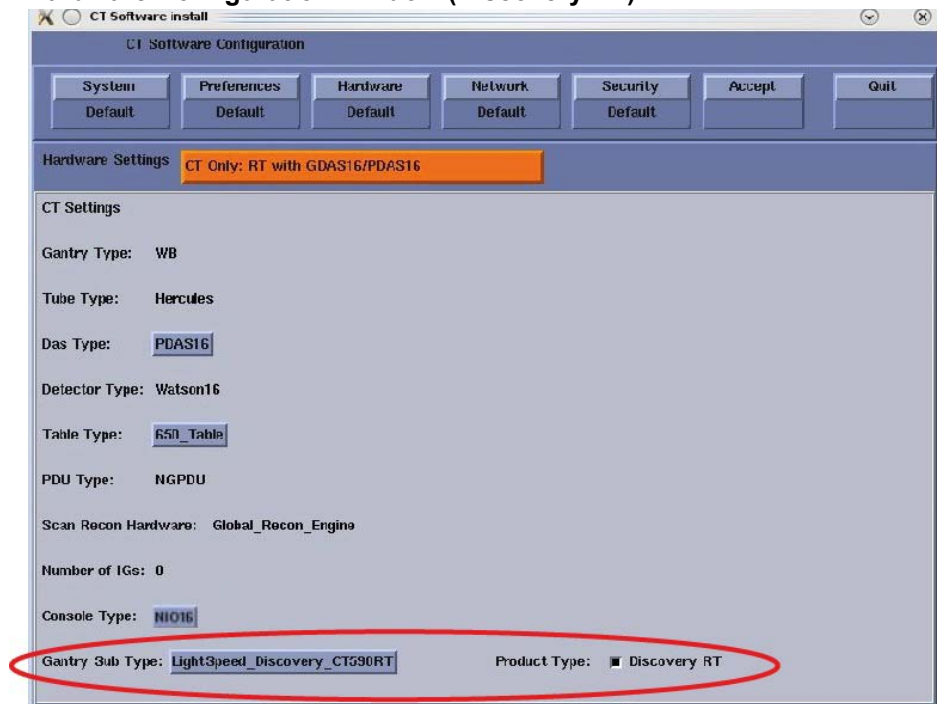 CT Software install
CT Software Configuration
System Preferences Hardware Network Security Accept Quit
Default Default Default Default Default
Hardware Settings CT Only: RT with GDAS16/PDAS16
CT Settings
Gantry Type: WB
Tube Type: Hercules
Das Type: PDAS16
Detector Type: Watson16
Table Type: 650_Table
PDU Type: NGPDU
Scan Recon Hardware: Global_Recon_Engine
Number of IGs: 0
Console Type: NIO16
Gantry Sub Type: LightSpeed_Discovery_CT590RT Product Type: Discovery RT